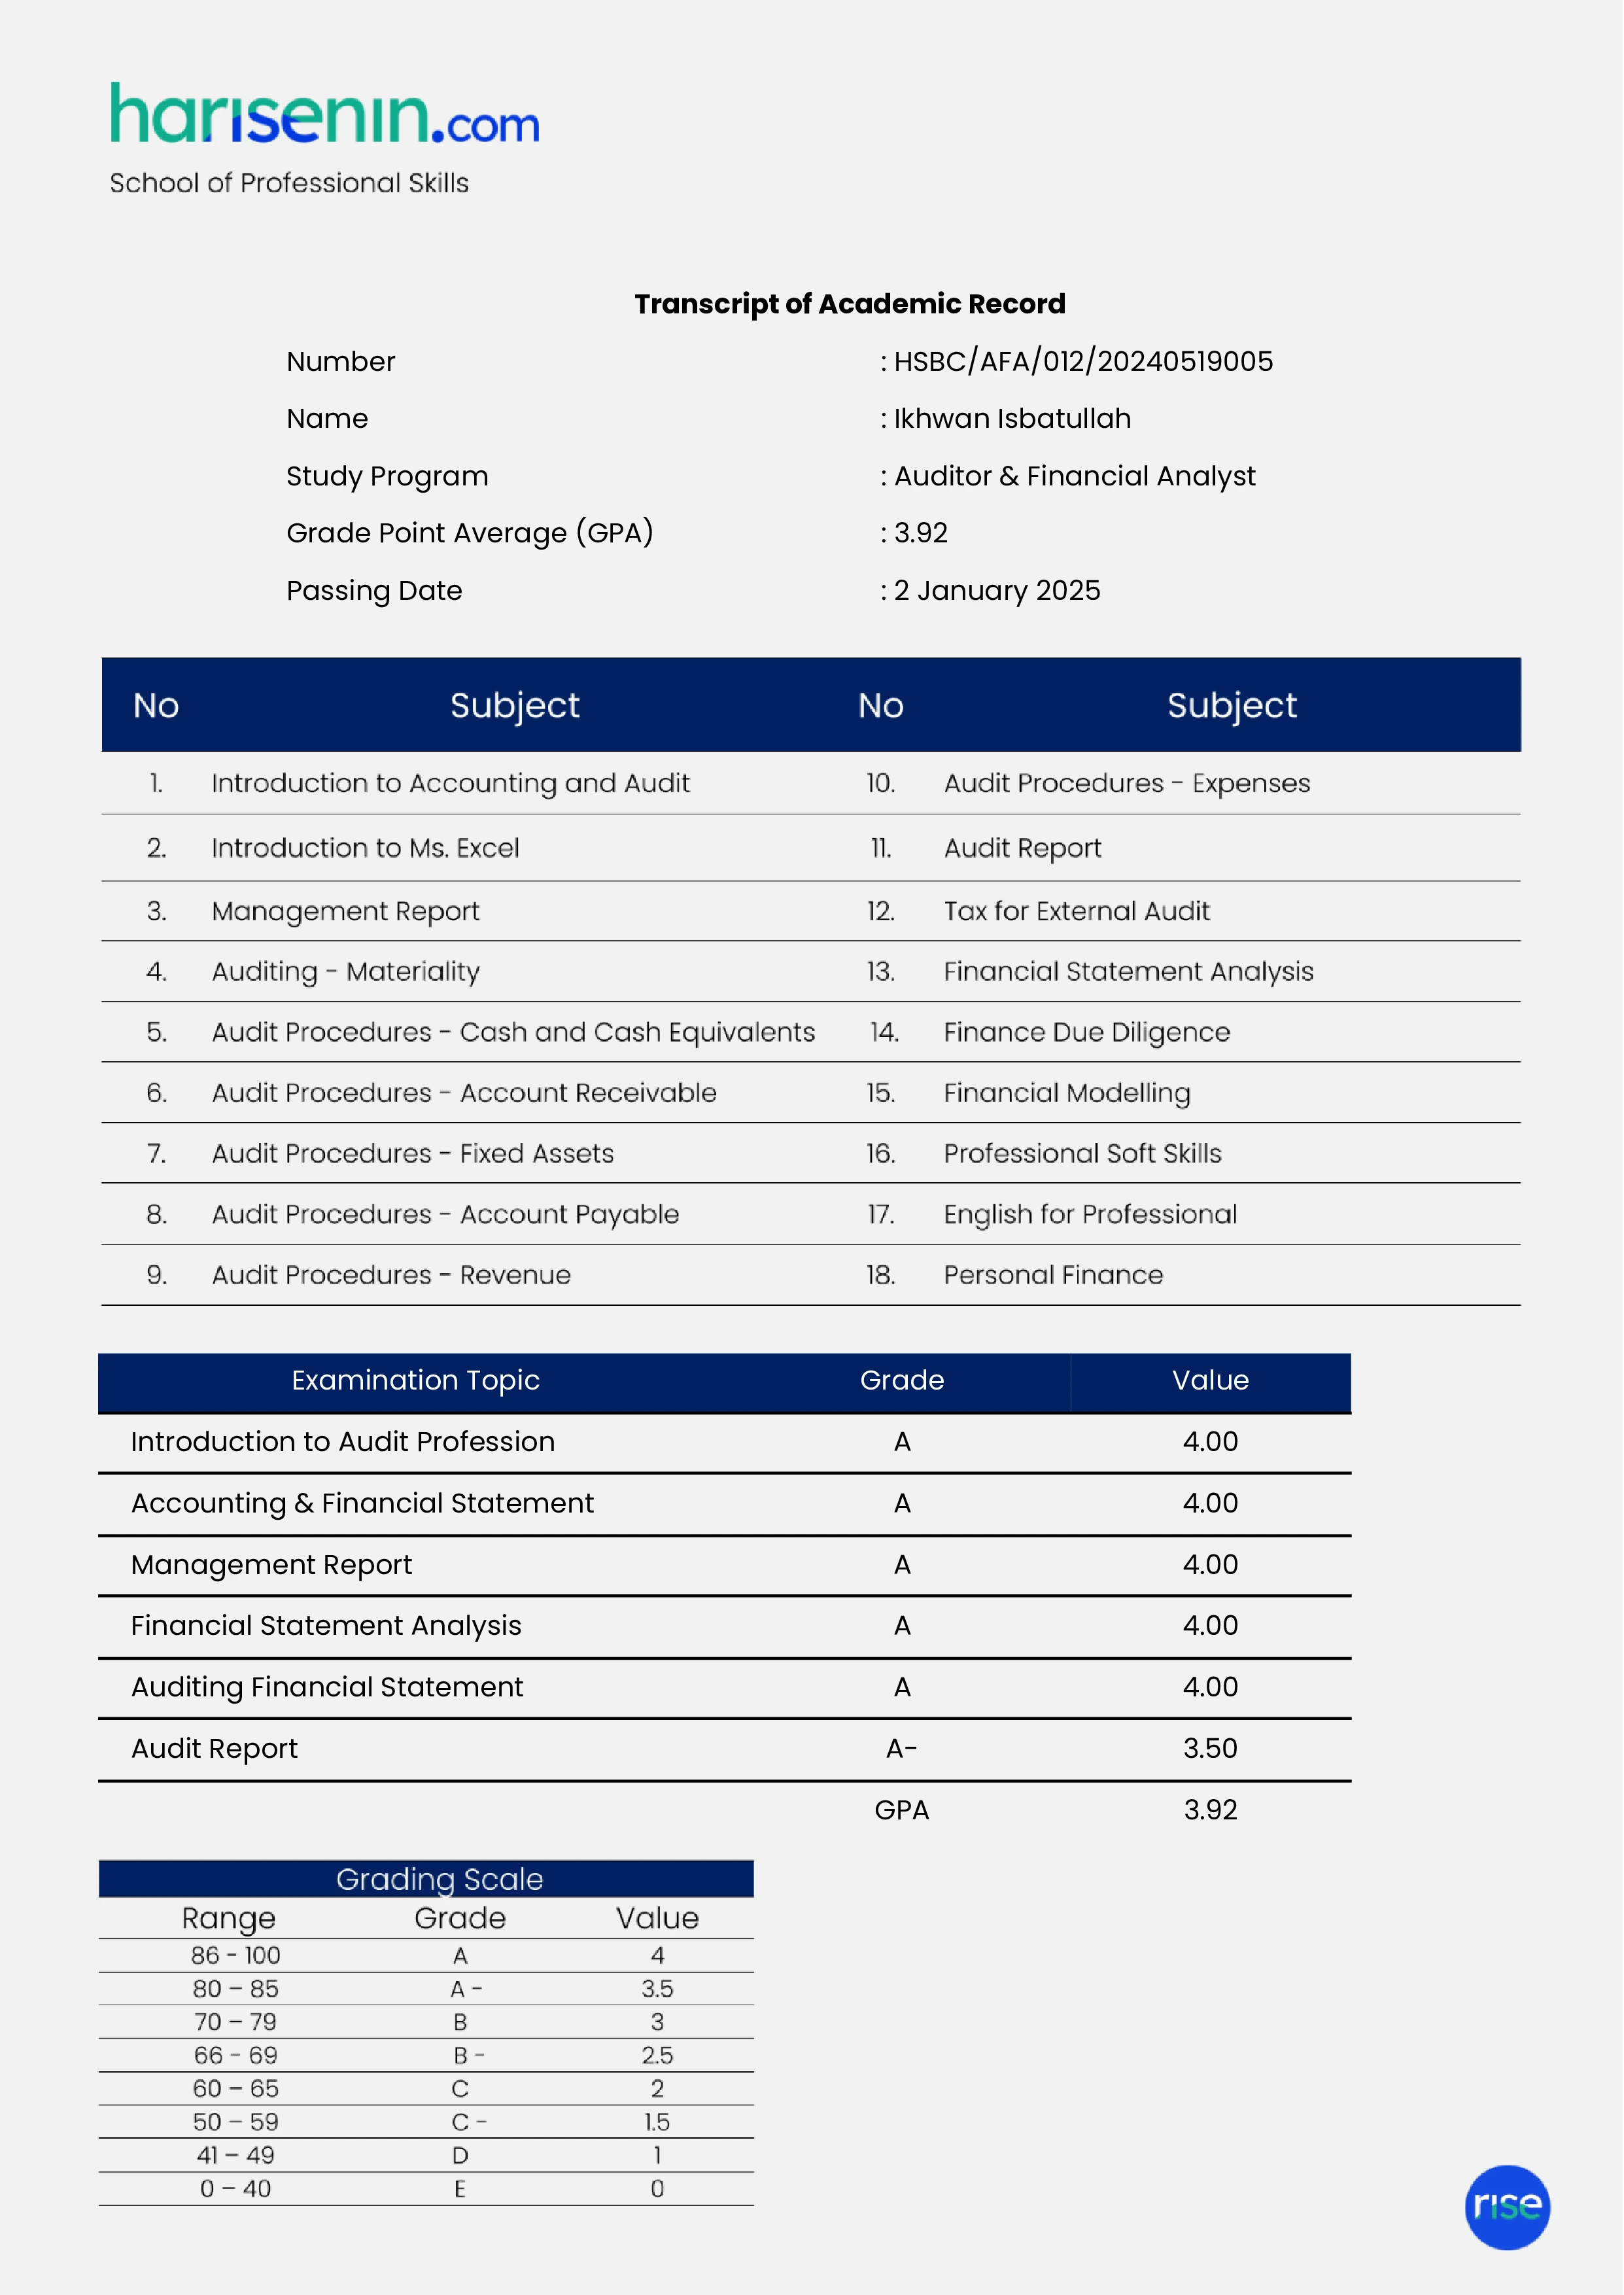 harisenin.com
School of Professional Skills
Transcript of Academic Record
Number : HSBC/AFA/012/20240519005
Name : Ikhwan Isbatullah
Study Program : Auditor & Financial Analyst
Grade Point Average (GPA) : 3.92
Passing Date : 2 January 2025
No Subject No Subject
1. Introduction to Accounting and Audit 10. Audit Procedures - Expenses
2. Introduction to Ms. Excel 11. Audit Report
3. Management Report 12. Tax for External Audit
4. Auditing - Materiality 13. Financial Statement Analysis
5. Audit Procedures - Cash and Cash Equivalents 14. Finance Due Diligence
6. Audit Procedures - Account Receivable 15. Financial Modelling
7. Audit Procedures - Fixed Assets 16. Professional Soft Skills
8. Audit Procedures - Account Payable 17. English for Professional
9. Audit Procedures - Revenue 18. Personal Finance
Examination Topic Grade Value
Introduction to Audit Profession A 4.00
Accounting & Financial Statement A 4.00
Management Report A 4.00
Financial Statement Analysis A 4.00
Auditing Financial Statement A 4.00
Audit Report A- 3.50
GPA 3.92
Grading Scale
Range Grade Value
86 - 100 A 4
80 – 85 A - 3.5
70 – 79 B 3
66 - 69 B - 2.5
60 – 65 C 2
50 – 59 C - 1.5
41 – 49 D 1
0 – 40 E 0
rise